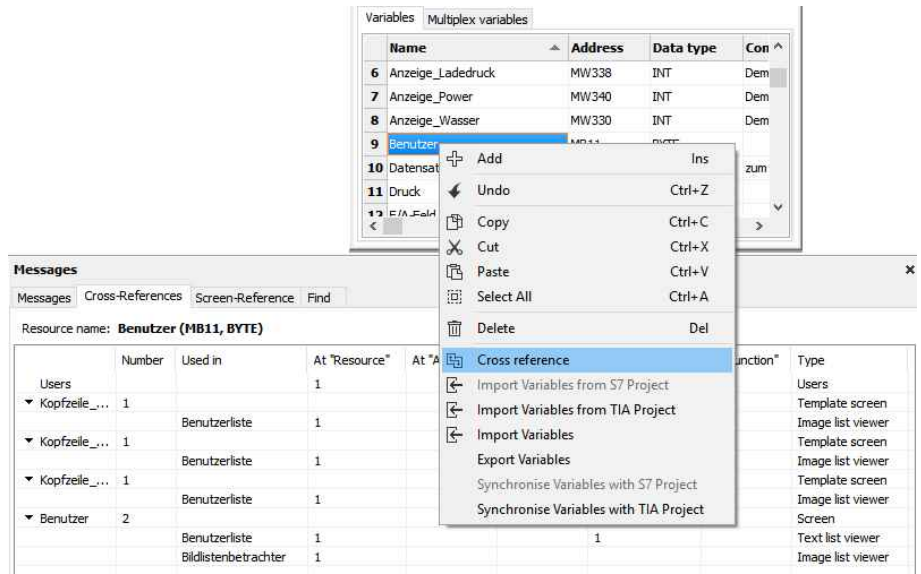 Variables Multiplex variables
Name Address Data type Con
6 Anzeige_Ladedruck MW338 INT Dem
7 Anzeige_Power MW340 INT Dem
8 Anzeige_Wasser MW330 INT Dem
9 Benutzer MB11 BYTE
10 Datensat zum
11 Druck
12 E/A-Feld
Add Ins
Undo Ctrl+Z
Copy Ctrl+C
Cut Ctrl+X
Paste Ctrl+V
Select All Ctrl+A
Delete Del
Cross reference
Import Variables from S7 Project
Import Variables from TIA Project
Import Variables
Export Variables
Synchronise Variables with S7 Project
Synchronise Variables with TIA Project
Messages
Messages Cross-References Screen-Reference Find
Resource name: Benutzer (MB11, BYTE)
Number Used in At "Resource" At "A unction" Type
Users 1 Users
Kopfzeile_... 1 Template screen
Benutzerliste 1 Image list viewer
Kopfzeile_... 1 Template screen
Benutzerliste 1 Image list viewer
Kopfzeile_... 1 Template screen
Benutzerliste 1 Image list viewer
Benutzer 2 Screen
Benutzerliste 1 1 Text list viewer
Bildlistenbetrachter 1 Image list viewer